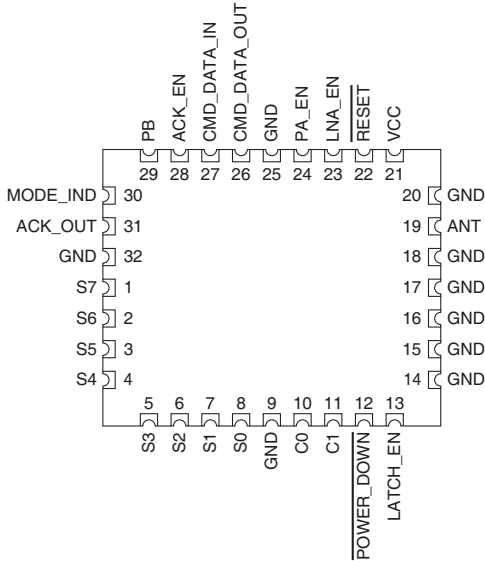 PB
ACK_EN
CMD_DATA_IN
CMD_DATA_OUT
GND
PA_EN
LNA_EN
RESET
VCC
29 28 27 26 25 24 23 22 21
MODE_IND 30
ACK_OUT 31
GND 32
S7 1
S6 2
S5 3
S4 4
20 GND
19 ANT
18 GND
17 GND
16 GND
15 GND
14 GND
5 6 7 8 9 10 11 12 13
S3
S2
S1
S0
GND
C0
C1
POWER_DOWN
LATCH_EN